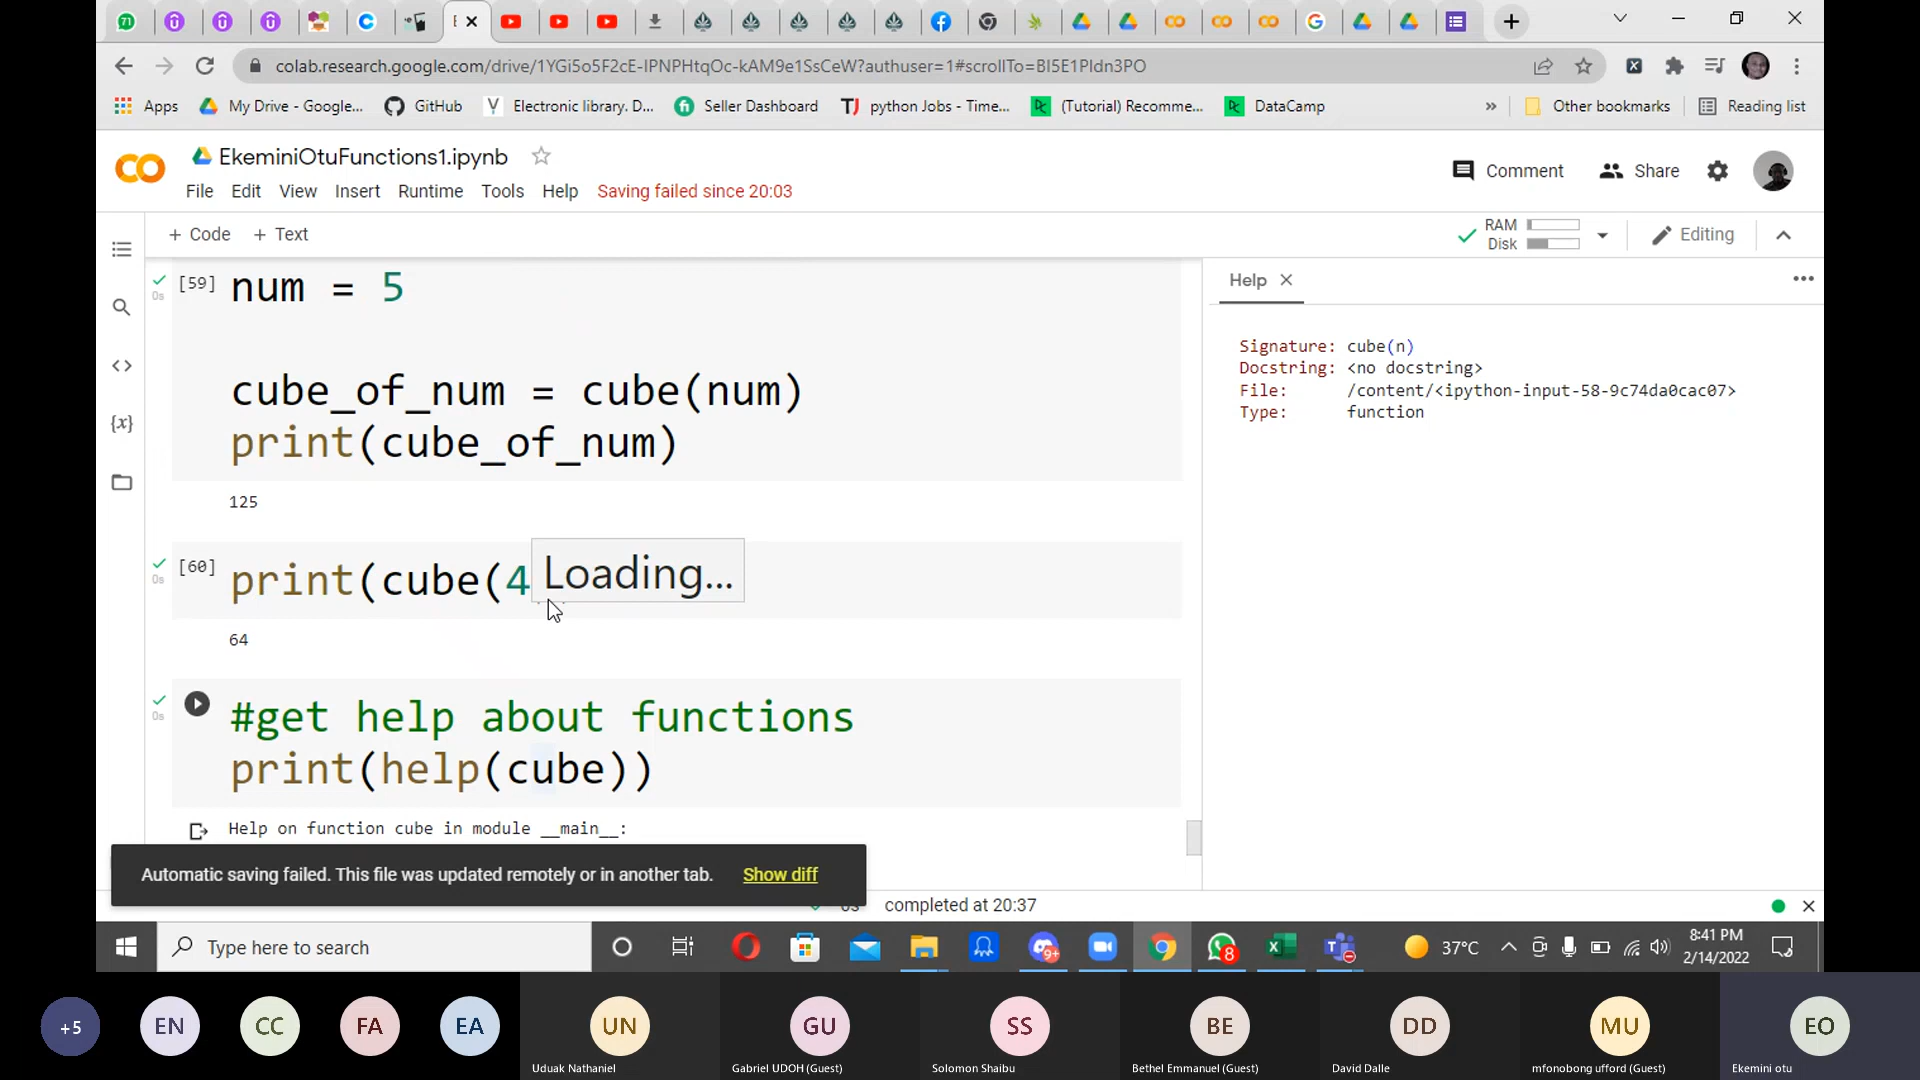 71
colab.research.google.com/drive/1YGi5o5F2cE-IPNPHtqOc-kAM9e1SsCeW?authuser=1#scrollTo=BI5E1PIdn3PO
Apps
My Drive - Google...
GitHub
Electronic library. D...
Seller Dashboard
python Jobs - Time...
(Tutorial) Recomme...
DataCamp
»
Other bookmarks
Reading list
EkeminiOtuFunctions1.ipynb
Comment
Share
File Edit View Insert Runtime Tools Help Saving failed since 20:03
+ Code + Text
RAM
Disk
Editing
[59] num = 5
0s
cube_of_num = cube(num)
print(cube_of_num)
125
[60] print(cube(4
0s
Loading...
64
#get help about functions
0s
print(help(cube))
Help on function cube in module __main__:
Help
Signature: cube(n)
Docstring: <no docstring>
File: /content/<ipython-input-58-9c74da0cac07>
Type: function
Automatic saving failed. This file was updated remotely or in another tab. Show diff
0s completed at 20:37
Type here to search
9+
8
37°C
8:41 PM
2/14/2022
+5
EN
CC
FA
EA
UN
GU
SS
BE
DD
MU
EO
Uduak Nathaniel
Gabriel UDOH (Guest)
Solomon Shaibu
Bethel Emmanuel (Guest)
David Dalle
mfonobong ufford (Guest)
Ekemini otu